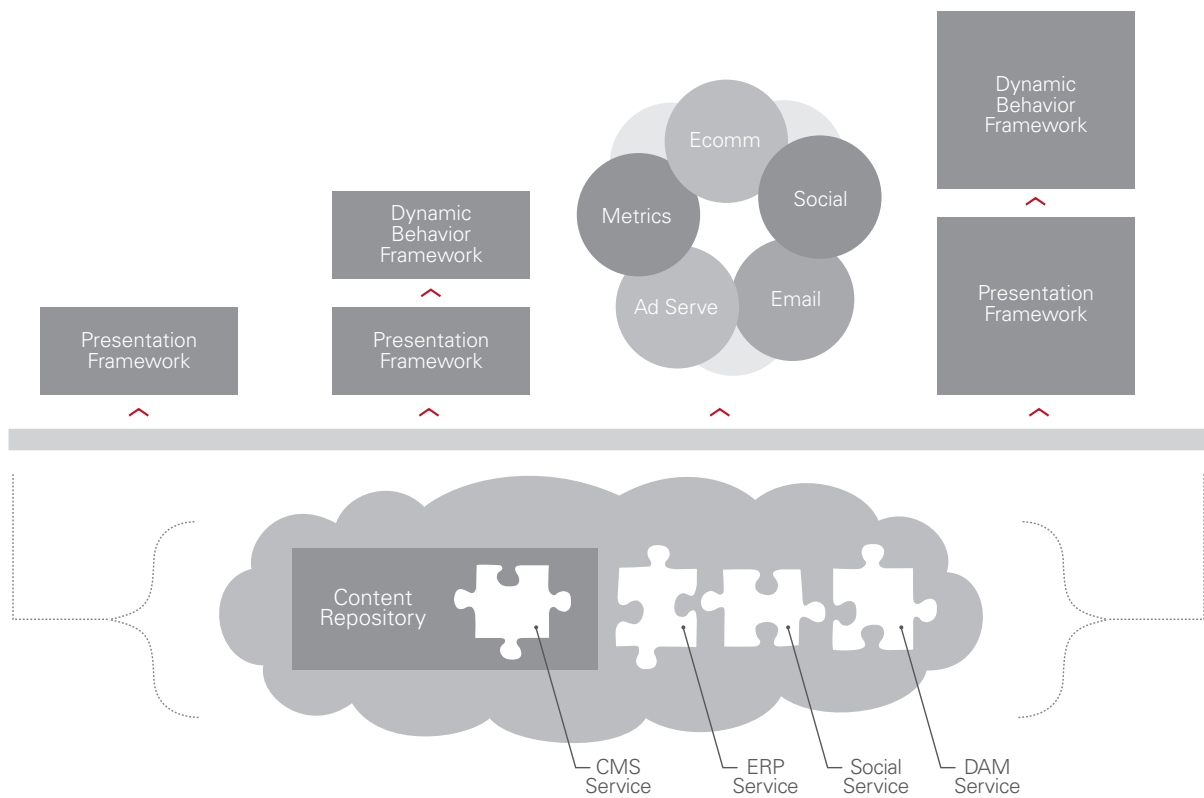 Dynamic
Behavior
Framework
Ecomm
Social
Metrics
Dynamic
Behavior
Framework
Ad Serve
Email
Presentation
Framework
Presentation
Framework
Presentation
Framework
Content
Repository
CMS
Service
ERP
Service
Social
Service
DAM
Service